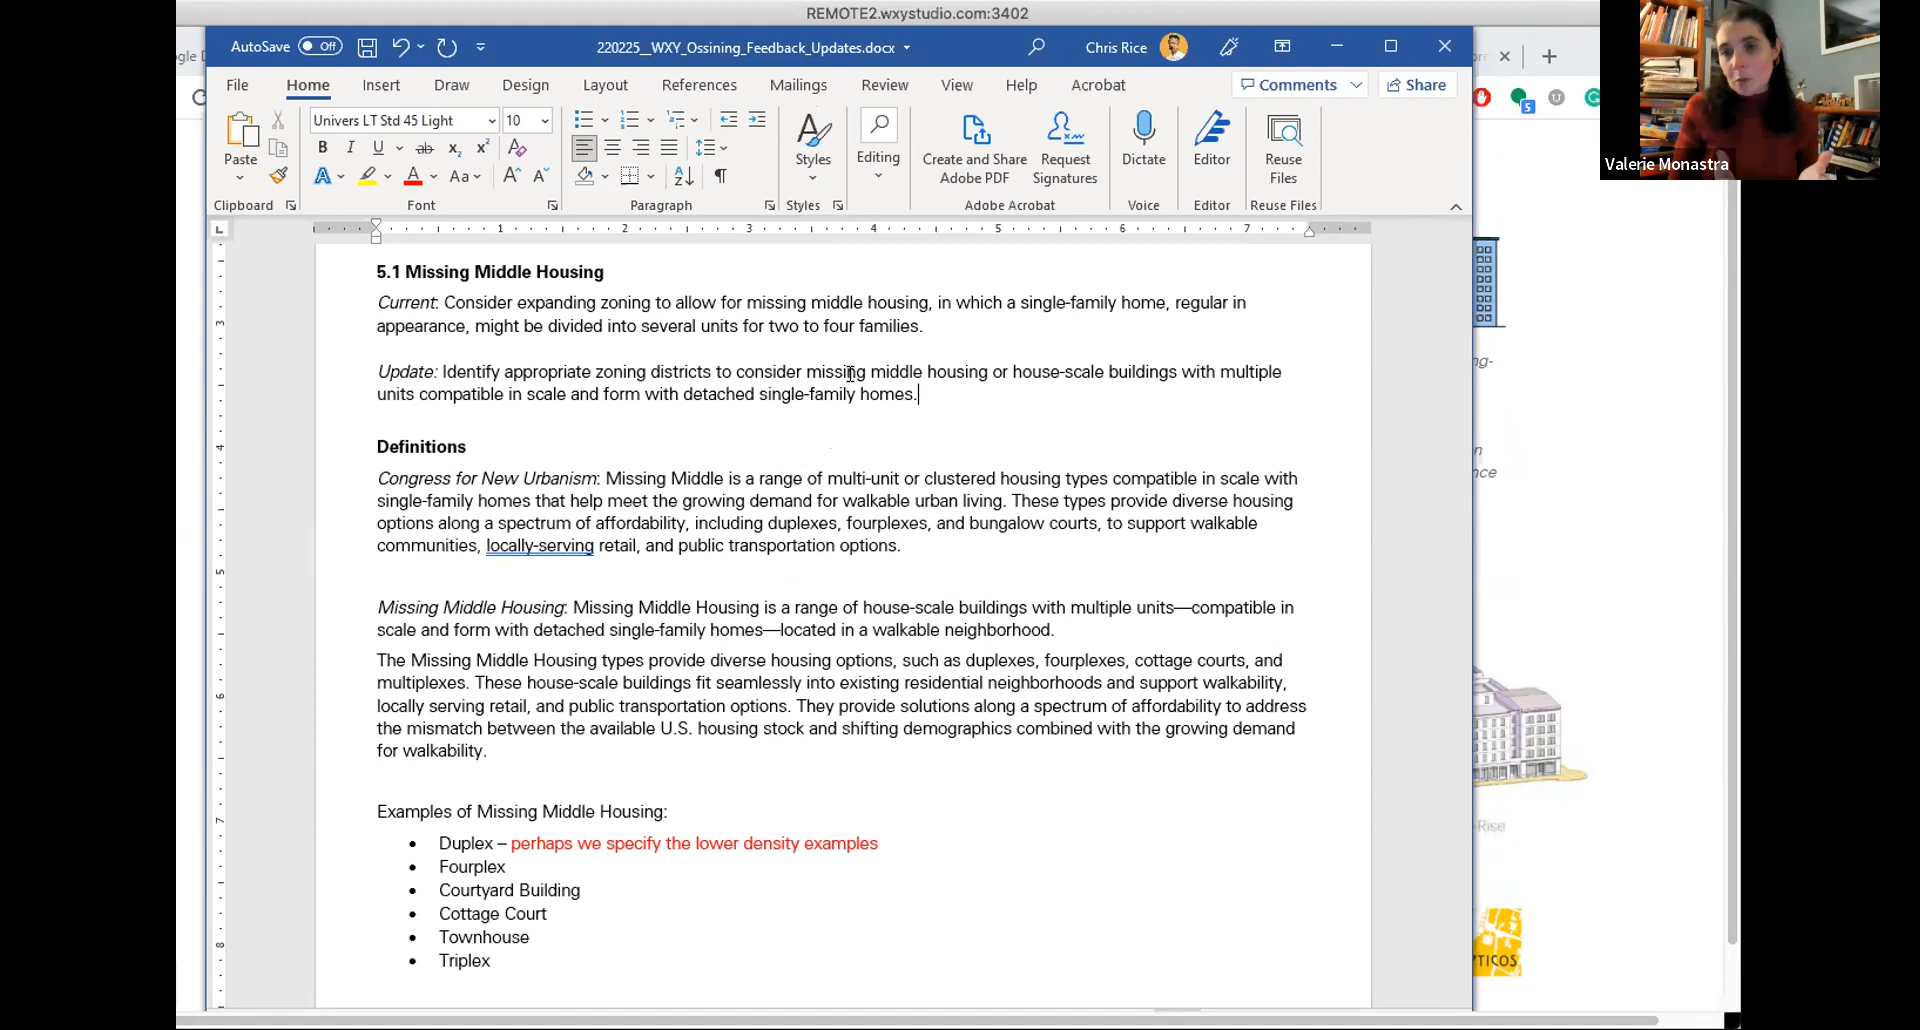 REMOTE2.wxystudio.com:3402
AutoSave Off 220225__WXY_Ossining_Feedback_Updates.docx Chris Rice
File Home Insert Draw Design Layout References Mailings Review View Help Acrobat Comments Share
Univers LT Std 45 Light 10
Paste Styles Editing Create and Share Adobe PDF Request Signatures Dictate Editor Reuse Files
Clipboard Font Paragraph Styles Adobe Acrobat Voice Editor Reuse Files
Valerie Monastra
1 2 3 4 5 6 7
5.1 Missing Middle Housing
Current: Consider expanding zoning to allow for missing middle housing, in which a single-family home, regular in
appearance, might be divided into several units for two to four families.
Update: Identify appropriate zoning districts to consider missing middle housing or house-scale buildings with multiple
units compatible in scale and form with detached single-family homes.
Definitions
Congress for New Urbanism: Missing Middle is a range of multi-unit or clustered housing types compatible in scale with
single-family homes that help meet the growing demand for walkable urban living. These types provide diverse housing
options along a spectrum of affordability, including duplexes, fourplexes, and bungalow courts, to support walkable
communities, locally-serving retail, and public transportation options.
Missing Middle Housing: Missing Middle Housing is a range of house-scale buildings with multiple units—compatible in
scale and form with detached single-family homes—located in a walkable neighborhood.
The Missing Middle Housing types provide diverse housing options, such as duplexes, fourplexes, cottage courts, and
multiplexes. These house-scale buildings fit seamlessly into existing residential neighborhoods and support walkability,
locally serving retail, and public transportation options. They provide solutions along a spectrum of affordability to address
the mismatch between the available U.S. housing stock and shifting demographics combined with the growing demand
for walkability.
Examples of Missing Middle Housing:
• Duplex – perhaps we specify the lower density examples
• Fourplex
• Courtyard Building
• Cottage Court
• Townhouse
• Triplex